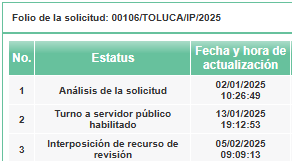 Folio de la solicitud: 00106/TOLUCA/IP/2025
No. Estatus Fecha y hora de
actualización
1 Análisis de la solicitud 02/01/2025
10:26:49
2 Turno a servidor público 13/01/2025
habilitado 19:12:53
3 Interposición de recurso de 05/02/2025
revisión 09:09:13